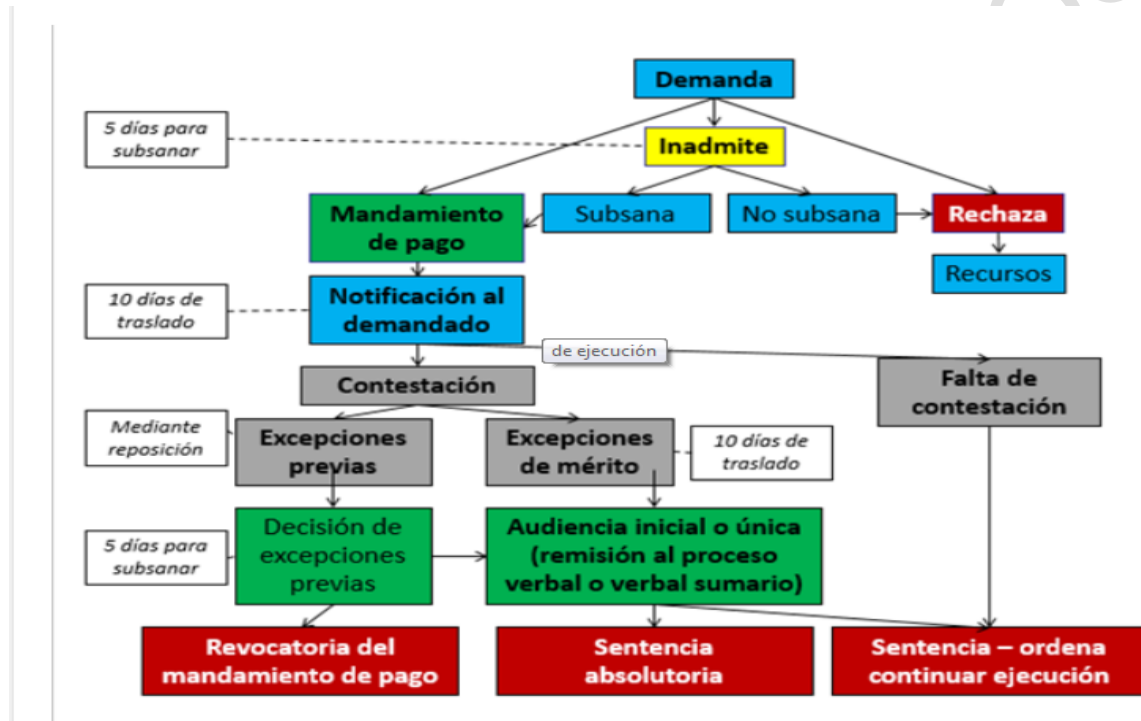 Demanda
5 días para
subsanar
Inadmite
Mandamiento
de pago
Subsana
No subsana
Rechaza
Recursos
10 días de
traslado
Notificación al
demandado
de ejecución
Contestación
Falta de
contestación
Mediante
reposición
Excepciones
previas
Excepciones
de mérito
10 días de
traslado
5 días para
subsanar
Decisión de
excepciones
previas
Audiencia inicial o única
(remisión al proceso
verbal o verbal sumario)
Revocatoria del
mandamiento de pago
Sentencia
absolutoria
Sentencia – ordena
continuar ejecución